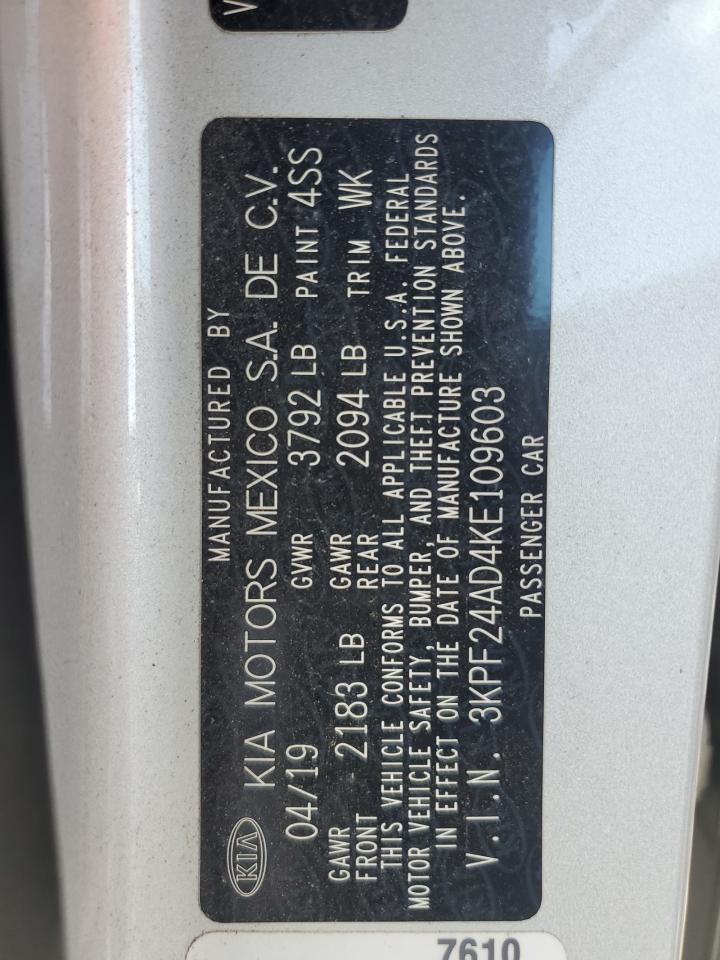 V
MANUFACTURED BY
KIA KIA MOTORS MEXICO S.A. DE C.V.
04/19 GVWR 3792 LB PAINT 4SS
GAWR FRONT 2183 LB GAWR REAR 2094 LB TRIM WK
THIS VEHICLE CONFORMS TO ALL APPLICABLE U.S.A. FEDERAL
MOTOR VEHICLE SAFETY, BUMPER, AND THEFT PREVENTION STANDARDS
IN EFFECT ON THE DATE OF MANUFACTURE SHOWN ABOVE.
V.I.N. 3KPF24AD4KE109603
PASSENGER CAR
7610